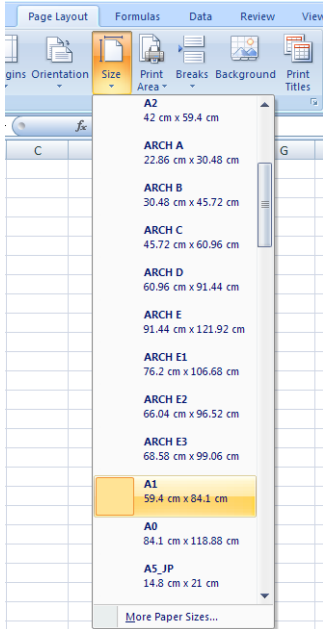 Page Layout Formulas Data Review View
gins Orientation Size Print Area Breaks Background Print Titles
fx
C G
A2
42 cm x 59.4 cm
ARCH A
22.86 cm x 30.48 cm
ARCH B
30.48 cm x 45.72 cm
ARCH C
45.72 cm x 60.96 cm
ARCH D
60.96 cm x 91.44 cm
ARCH E
91.44 cm x 121.92 cm
ARCH E1
76.2 cm x 106.68 cm
ARCH E2
66.04 cm x 96.52 cm
ARCH E3
68.58 cm x 99.06 cm
A1
59.4 cm x 84.1 cm
A0
84.1 cm x 118.88 cm
A5_JP
14.8 cm x 21 cm
More Paper Sizes...